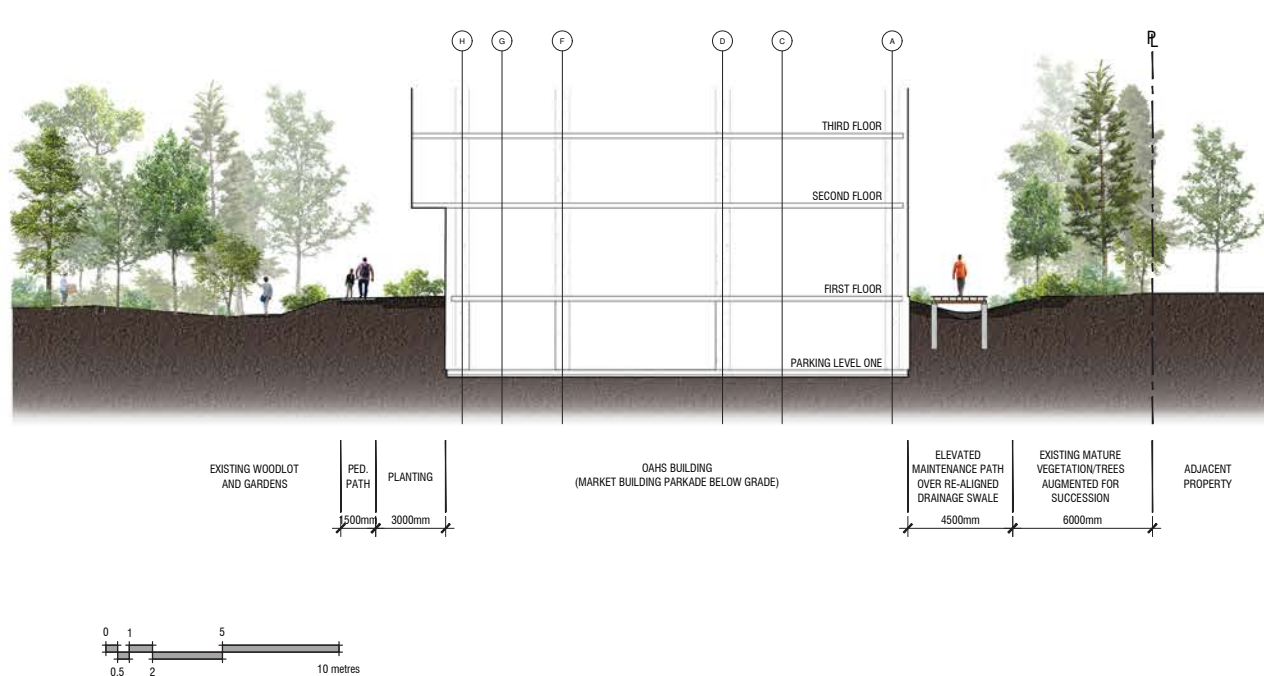 H
G
F
D
C
A
PL
THIRD FLOOR
SECOND FLOOR
FIRST FLOOR
PARKING LEVEL ONE
EXISTING WOODLOT
AND GARDENS
PED.
PATH
PLANTING
OAHS BUILDING
(MARKET BUILDING PARKADE BELOW GRADE)
ELEVATED
MAINTENANCE PATH
OVER RE-ALIGNED
DRAINAGE SWALE
EXISTING MATURE
VEGETATION/TREES
AUGMENTED FOR
SUCCESSION
ADJACENT
PROPERTY
1500mm
3000mm
4500mm
6000mm
0
1
5
0.5
2
10 metres